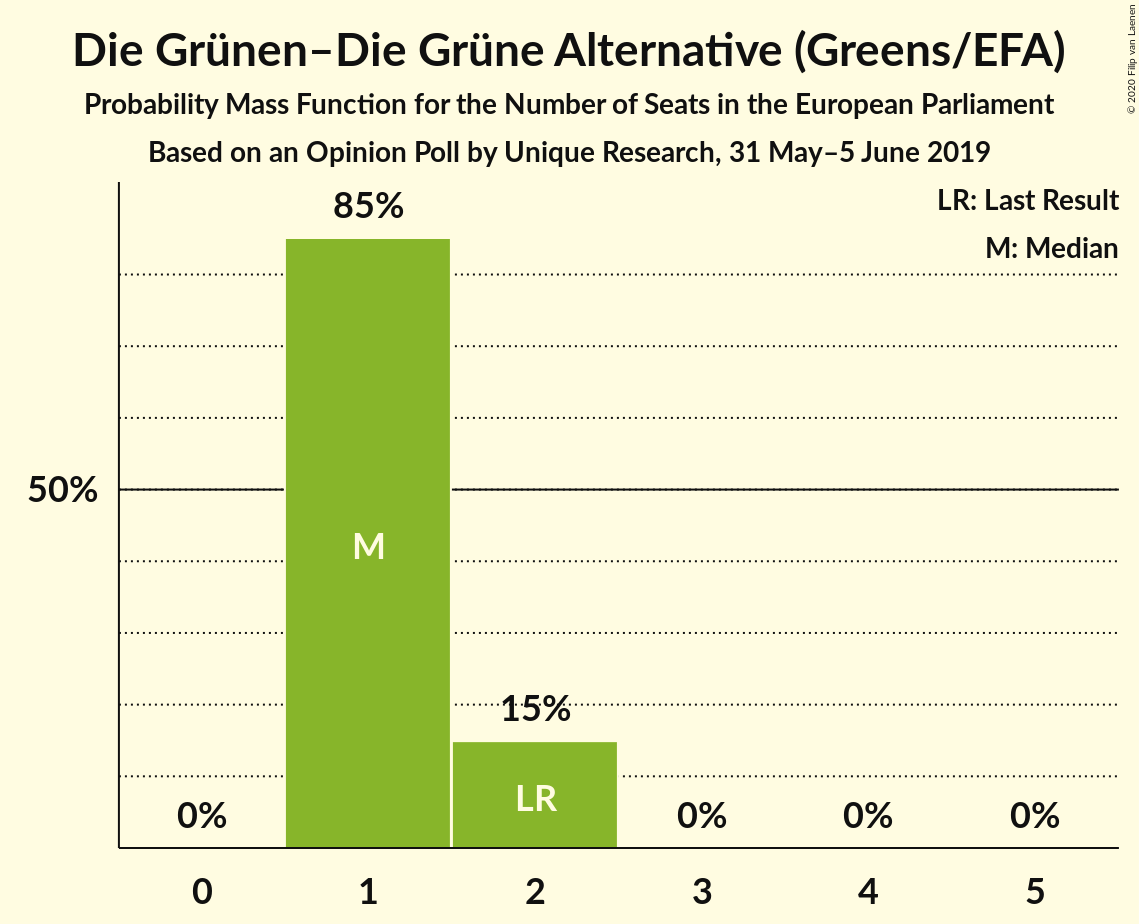 Die Grünen–Die Grüne Alternative (Greens/EFA)
Probability Mass Function for the Number of Seats in the European Parliament
Based on an Opinion Poll by Unique Research, 31 May–5 June 2019
© 2020 Filip van Laenen
LR: Last Result
M: Median
85%
50%
M
15%
LR
0%
0%
0%
0%
0
1
2
3
4
5